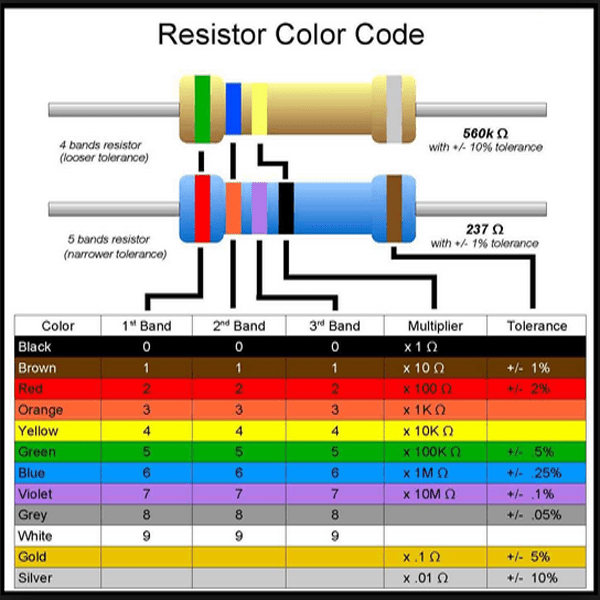 Resistor Color Code
4 bands resistor
(looser tolerance)
560k Ω
with +/- 10% tolerance
5 bands resistor
(narrower tolerance)
237 Ω
with +/- 1% tolerance
Color 1st Band 2nd Band 3rd Band Multiplier Tolerance
Black 0 0 0 x 1 Ω
Brown 1 1 1 x 10 Ω +/- 1%
Red 2 2 2 x 100 Ω +/- 2%
Orange 3 3 3 x 1K Ω
Yellow 4 4 4 x 10K Ω
Green 5 5 5 x 100K Ω +/- .5%
Blue 6 6 6 x 1M Ω +/- .25%
Violet 7 7 7 x 10M Ω +/- .1%
Grey 8 8 8 +/- .05%
White 9 9 9
Gold x .1 Ω +/- 5%
Silver x .01 Ω +/- 10%